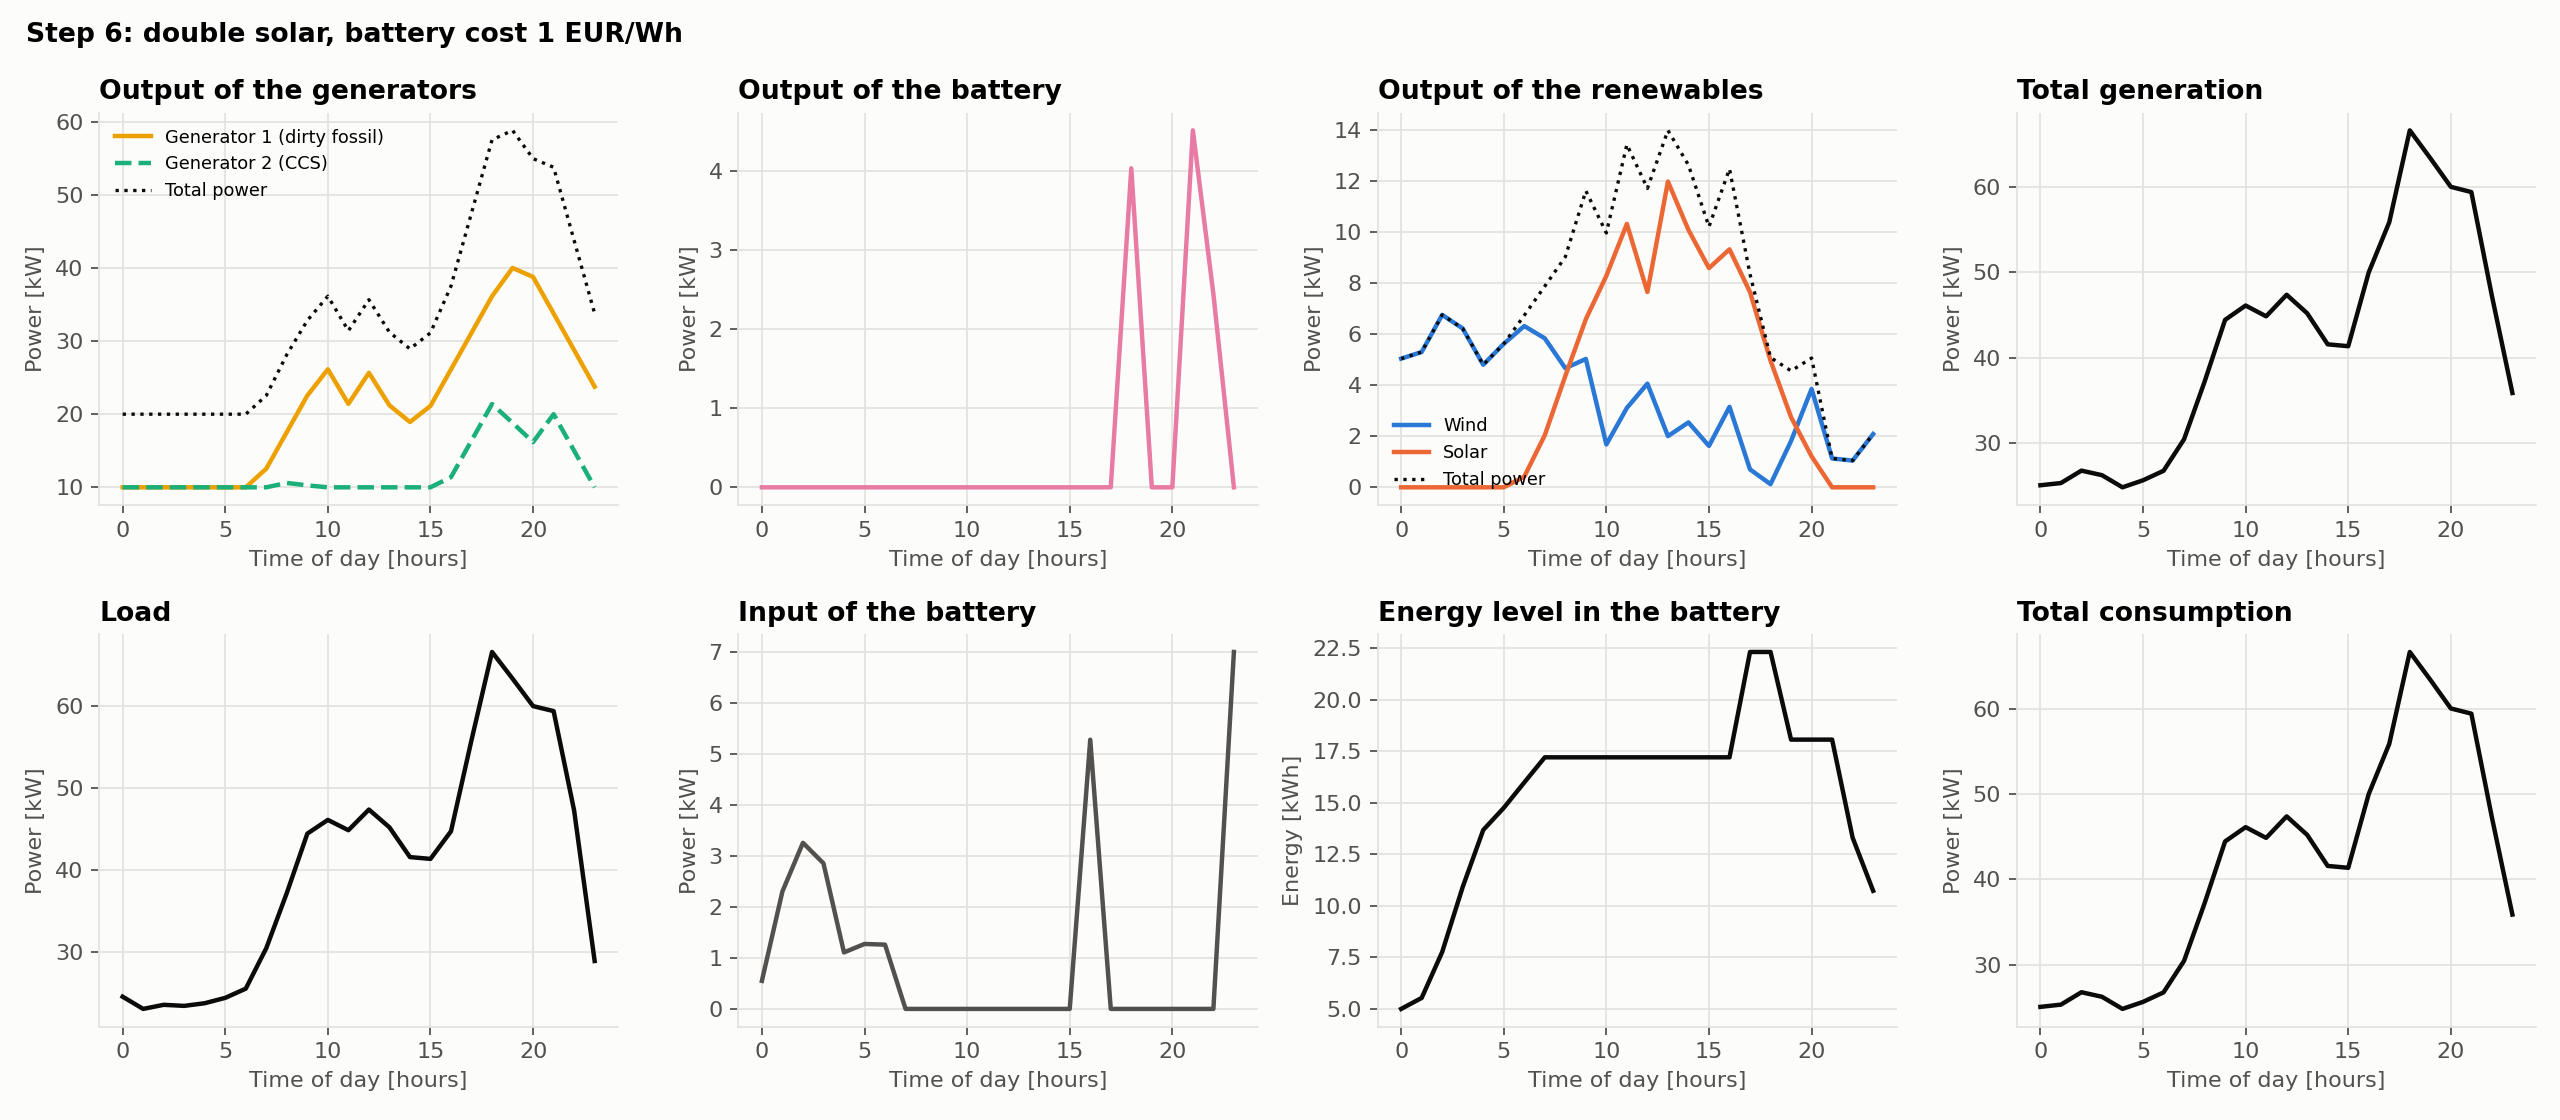 Step 6: double solar, battery cost 1 EUR/Wh
Output of the generators
Power [kW]
60
50
40
30
20
10
Generator 1 (dirty fossil)
Generator 2 (CCS)
Total power
0 5 10 15 20
Time of day [hours]
Output of the battery
Power [kW]
4
3
2
1
0
0 5 10 15 20
Time of day [hours]
Output of the renewables
Power [kW]
14
12
10
8
6
4
2
0
Wind
Solar
Total power
0 5 10 15 20
Time of day [hours]
Total generation
Power [kW]
60
50
40
30
0 5 10 15 20
Time of day [hours]
Load
Power [kW]
60
50
40
30
0 5 10 15 20
Time of day [hours]
Input of the battery
Power [kW]
7
6
5
4
3
2
1
0
0 5 10 15 20
Time of day [hours]
Energy level in the battery
Energy [kWh]
22.5
20.0
17.5
15.0
12.5
10.0
7.5
5.0
0 5 10 15 20
Time of day [hours]
Total consumption
Power [kW]
60
50
40
30
0 5 10 15 20
Time of day [hours]